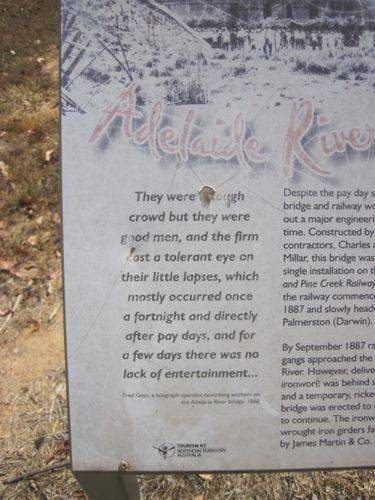 Adelaide River
They were tough
crowd but they were
good men, and the firm
cast a tolerant eye on
their little lapses, which
mostly occurred once
a fortnight and directly
after pay days, and for
a few days there was no
lack of entertainment...
Fred Goss, a telegraph operator, describing workers on
the Adelaide River bridge, 1888
TOURISM NT
NORTHERN TERRITORY
AUSTRALIA
Despite the pay day s
bridge and railway wo
out a major engineeri
time. Constructed by
contractors, Charles a
Millar, this bridge was
single installation on t
and Pine Creek Railway
the railway commence
1887 and slowly head
Palmerston (Darwin).
By September 1887 ra
gangs approached the
River. However, delive
ironwork was behind s
and a temporary, ricke
bridge was erected to
to continue. The ironw
wrought iron girders fa
by James Martin & Co.